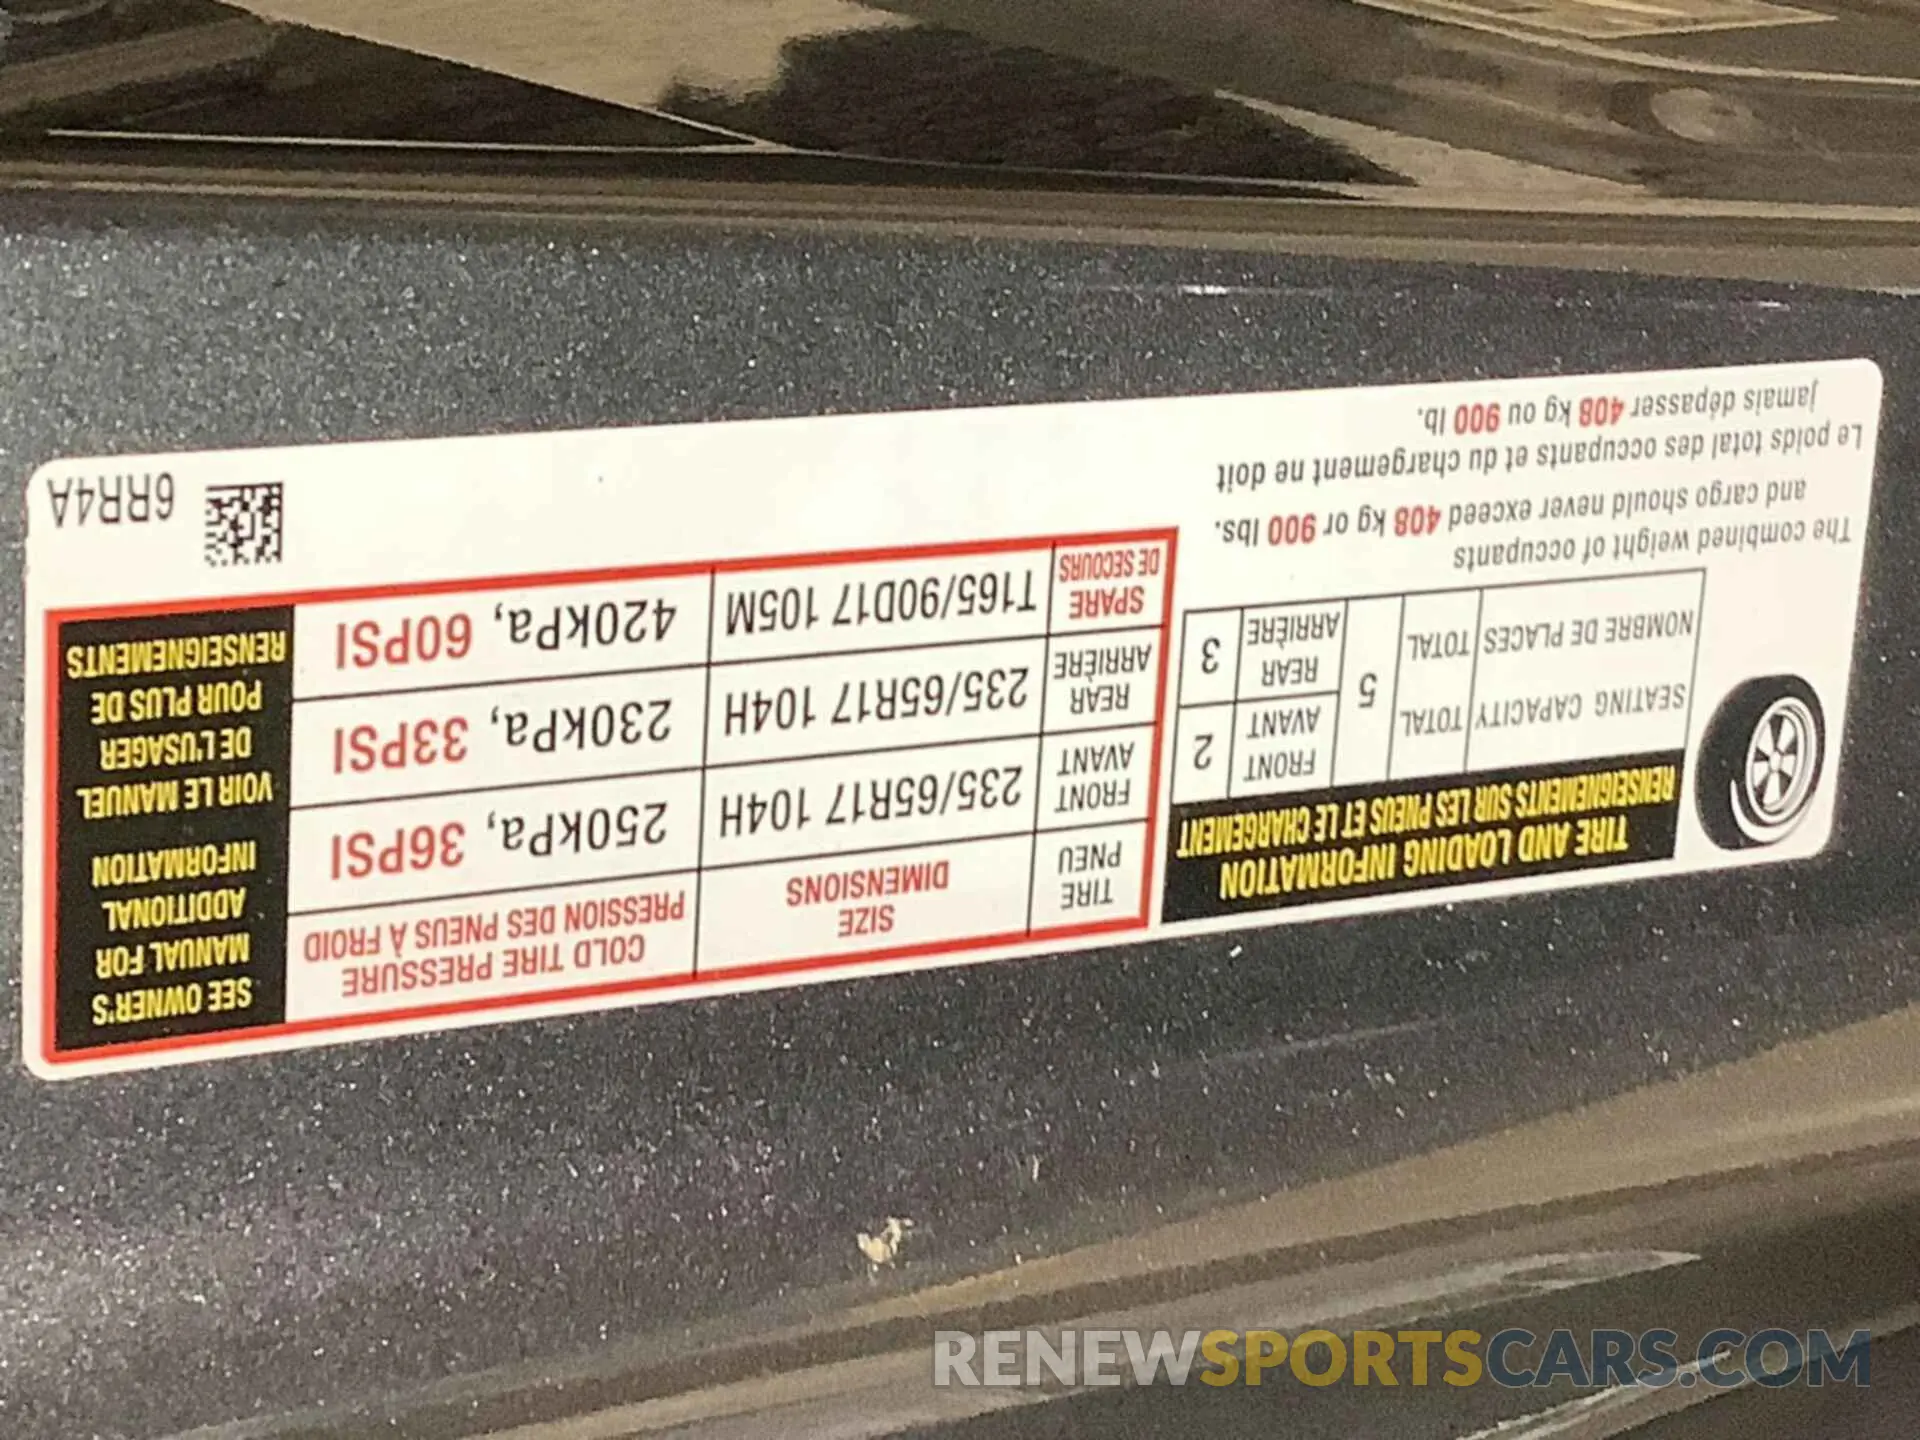 TIRE AND LOADING INFORMATION
RENSEIGNEMENTS SUR LES PNEUS ET LE CHARGEMENT
SEATING CAPACITY TOTAL 5 FRONT AVANT 2
NOMBRE DE PLACES TOTAL REAR ARRIÈRE 3
The combined weight of occupants
and cargo should never exceed 408 kg or 900 lbs.
Le poids total des occupants et du chargement ne doit
jamais dépasser 408 kg ou 900 lb.
TIRE PNEU
SIZE DIMENSIONS
COLD TIRE PRESSURE
PRESSION DES PNEUS À FROID
FRONT AVANT 235/65R17 104H 250kPa, 36PSI
REAR ARRIÈRE 235/65R17 104H 230kPa, 33PSI
SPARE DE SECOURS T165/90D17 105M 420kPa, 60PSI
SEE OWNER'S
MANUAL FOR
ADDITIONAL
INFORMATION
VOIR LE MANUEL
DE L'USAGER
POUR PLUS DE
RENSEIGNEMENTS
6RR4A
RENEWSPORTSCARS.COM